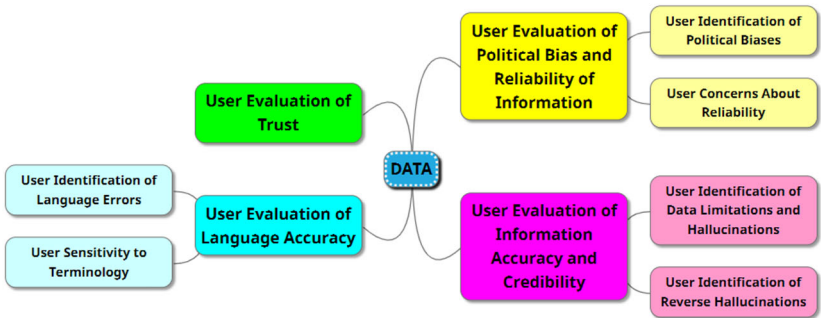 User Evaluation of
Political Bias and
Reliability of
Information
User Identification of
Political Biases
User Concerns About
Reliability
User Evaluation of
Trust
DATA
User Identification of
Language Errors
User Sensitivity to
Terminology
User Evaluation of
Language Accuracy
User Evaluation of
Information
Accuracy and
Credibility
User Identification of
Data Limitations and
Hallucinations
User Identification of
Reverse Hallucinations